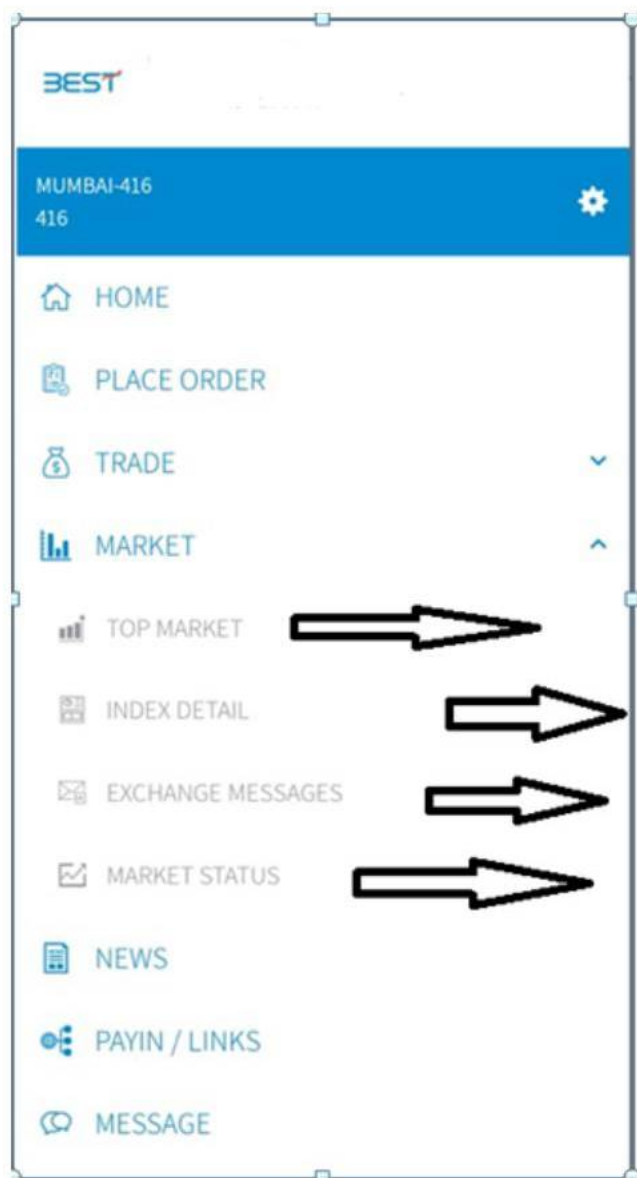 BEST
MUMBAI-416
416
HOME
PLACE ORDER
TRADE
MARKET
TOP MARKET
INDEX DETAIL
EXCHANGE MESSAGES
MARKET STATUS
NEWS
PAYIN / LINKS
MESSAGE